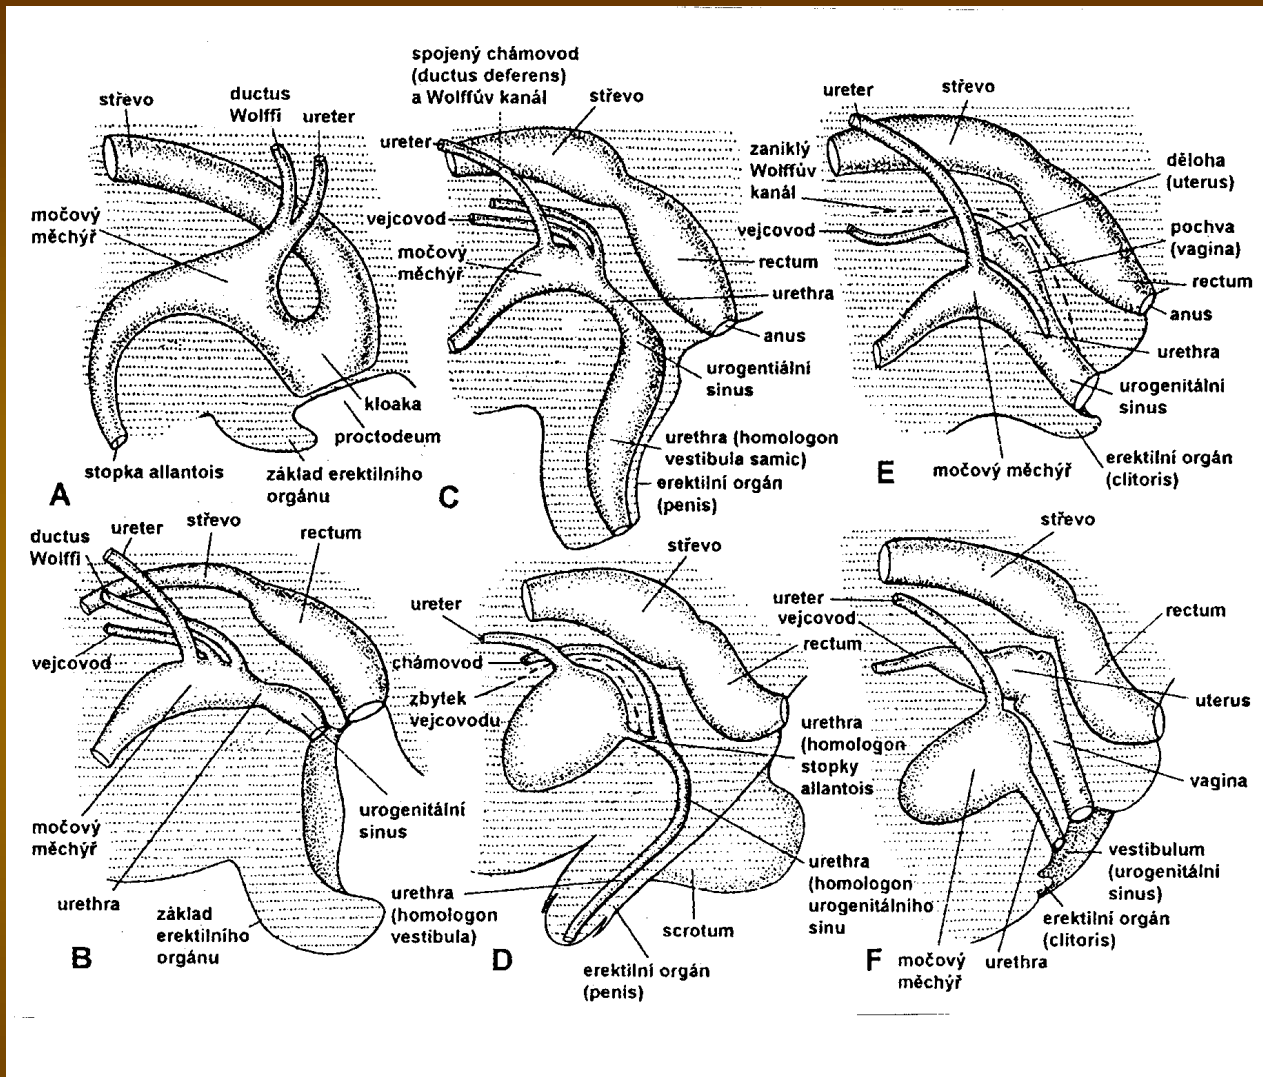 střevo
ductus
Wolffi
ureter
močový
měchýř
kloaka
proctodeum
stopka allantois
základ erektilního
orgánu
A
spojený chámovod
(ductus deferens)
a Wolffův kanál
střevo
ureter
vejcovod
močový
měchýř
rectum
urethra
anus
urogentiální
sinus
urethra (homologon
vestibula samic)
erektilní orgán
(penis)
C
ureter
střevo
zaniklý
Wolffův
kanál
vejcovod
děloha
(uterus)
pochva
(vagina)
rectum
anus
urethra
urogenitální
sinus
močový měchýř
erektilní orgán
(clitoris)
E
ductus
Wolffi
ureter
střevo
rectum
vejcovod
močový
měchýř
urethra
základ
erektilního
orgánu
urogenitální
sinus
B
střevo
ureter
chámovod
zbytek
vejcovodu
rectum
urethra
(homologon
stopky
allantois
urethra
(homologon
vestibula)
urethra
(homologon
urogenitálního
sinu
scrotum
erektilní orgán
(penis)
D
střevo
ureter
vejcovod
rectum
uterus
vagina
vestibulum
(urogenitální
sinus)
erektilní orgán
(clitoris)
močový
měchýř
urethra
F